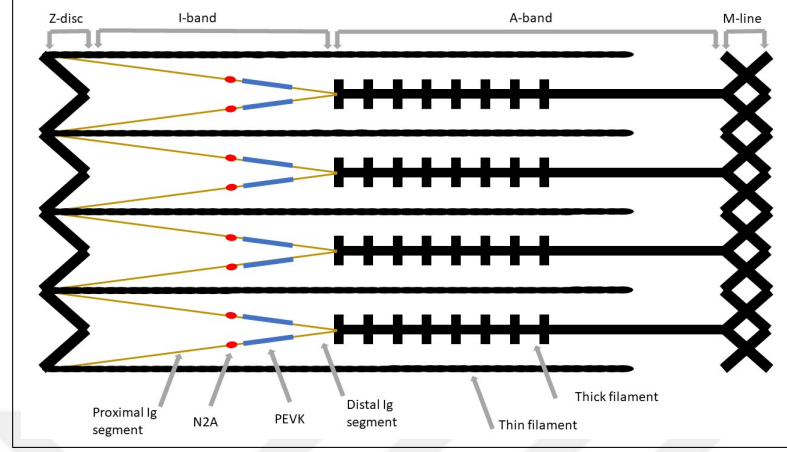 Z-disc
I-band
A-band
M-line
Proximal Ig
segment
N2A
PEVK
Distal Ig
segment
Thin filament
Thick filament